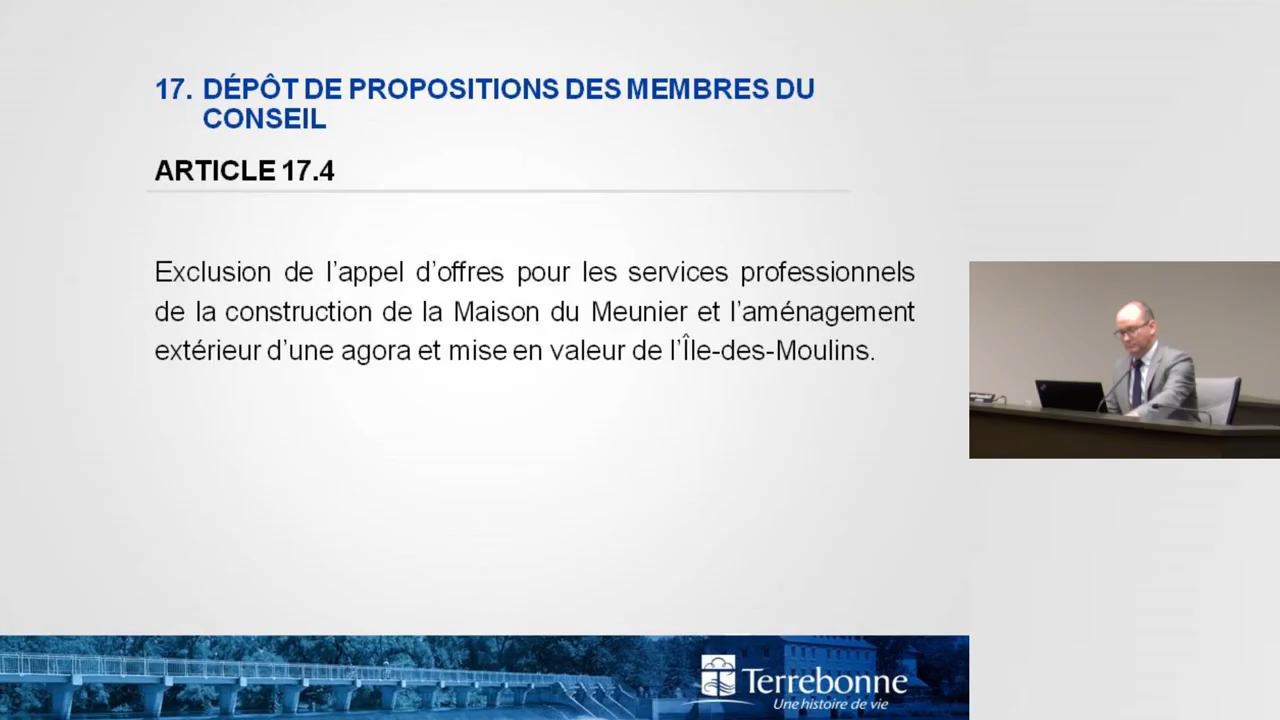 17. DÉPÔT DE PROPOSITIONS DES MEMBRES DU
CONSEIL
ARTICLE 17.4
Exclusion de l’appel d’offres pour les services professionnels
de la construction de la Maison du Meunier et l’aménagement
extérieur d’une agora et mise en valeur de l’Île-des-Moulins.
Terrebonne
Une histoire de vie